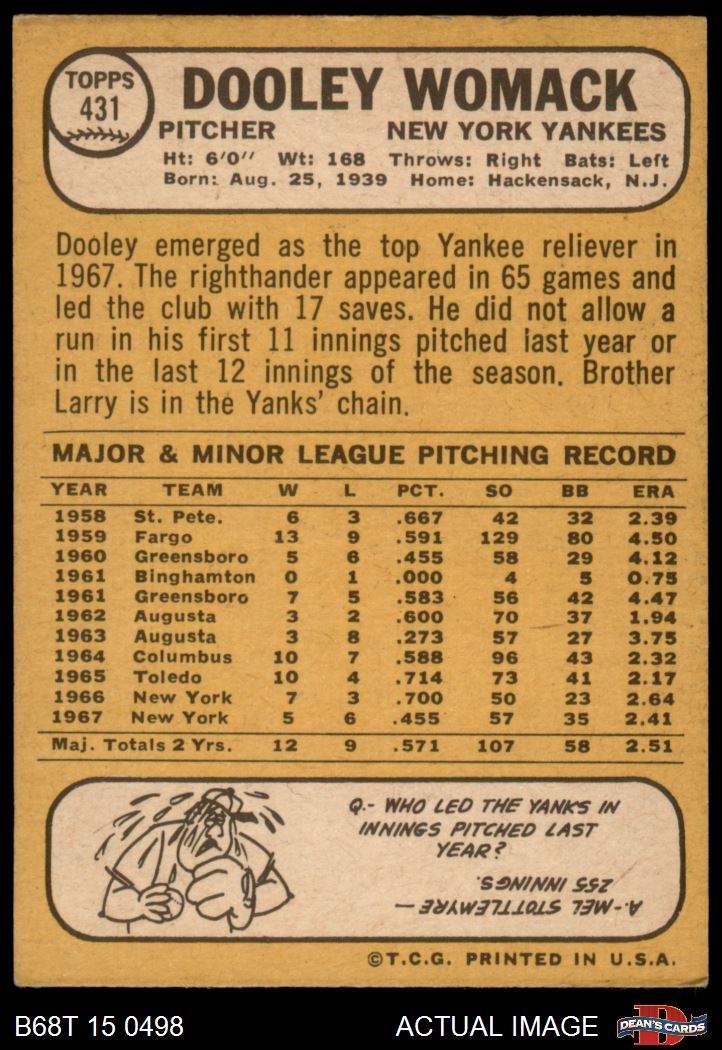 TOPPS
431
DOOLEY WOMACK
PITCHER NEW YORK YANKEES
Ht: 6'0" Wt: 168 Throws: Right Bats: Left
Born: Aug. 25, 1939 Home: Hackensack, N.J.
Dooley emerged as the top Yankee reliever in
1967. The righthander appeared in 65 games and
led the club with 17 saves. He did not allow a
run in his first 11 innings pitched last year or
in the last 12 innings of the season. Brother
Larry is in the Yanks' chain.
MAJOR & MINOR LEAGUE PITCHING RECORD
YEAR TEAM W L PCT. SO BB ERA
1958 St. Pete. 6 3 .667 42 32 2.39
1959 Fargo 13 9 .591 129 80 4.50
1960 Greensboro 5 6 .455 58 29 4.12
1961 Binghamton 0 1 .000 4 5 0.75
1961 Greensboro 7 5 .583 56 42 4.47
1962 Augusta 3 2 .600 70 37 1.94
1963 Augusta 3 8 .273 57 27 3.75
1964 Columbus 10 7 .588 96 43 2.32
1965 Toledo 10 4 .714 73 41 2.17
1966 New York 7 3 .700 50 23 2.64
1967 New York 5 6 .455 57 35 2.41
Maj. Totals 2 Yrs. 12 9 .571 107 58 2.51
Q.- WHO LED THE YANKS IN
INNINGS PITCHED LAST
YEAR?
A.- MEL STOTTLEMYRE —
255 INNINGS.
©T.C.G. PRINTED IN U.S.A.
B68T 15 0498 ACTUAL IMAGE
D
DEAN'S CARDS